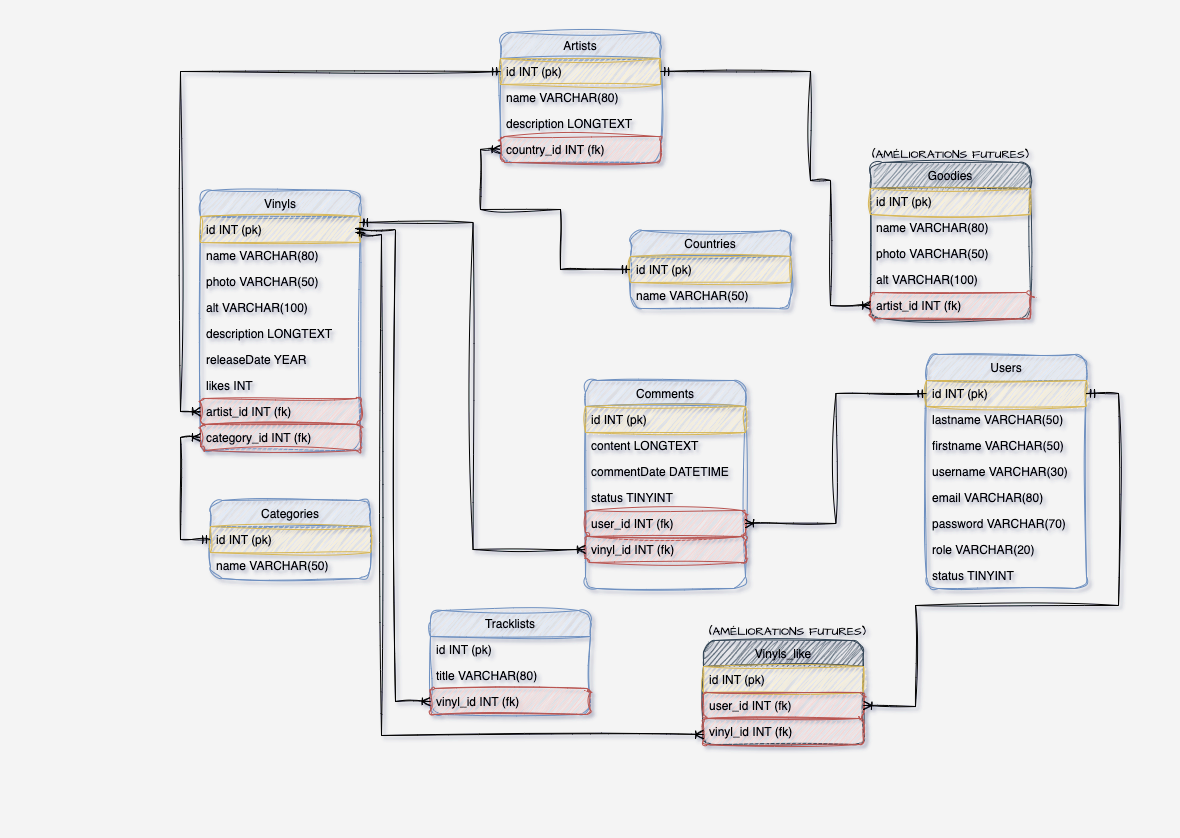 Artists
id INT (pk)
name VARCHAR(80)
description LONGTEXT
country_id INT (fk)
(AMÉLIORATIONS FUTURES)
Goodies
id INT (pk)
name VARCHAR(80)
photo VARCHAR(50)
alt VARCHAR(100)
artist_id INT (fk)
Vinyls
id INT (pk)
name VARCHAR(80)
photo VARCHAR(50)
alt VARCHAR(100)
description LONGTEXT
releaseDate YEAR
likes INT
artist_id INT (fk)
category_id INT (fk)
Countries
id INT (pk)
name VARCHAR(50)
Users
id INT (pk)
lastname VARCHAR(50)
firstname VARCHAR(50)
username VARCHAR(30)
email VARCHAR(80)
password VARCHAR(70)
role VARCHAR(20)
status TINYINT
Comments
id INT (pk)
content LONGTEXT
commentDate DATETIME
status TINYINT
user_id INT (fk)
vinyl_id INT (fk)
Categories
id INT (pk)
name VARCHAR(50)
Tracklists
id INT (pk)
title VARCHAR(80)
vinyl_id INT (fk)
(AMÉLIORATIONS FUTURES)
Vinyls_like
id INT (pk)
user_id INT (fk)
vinyl_id INT (fk)